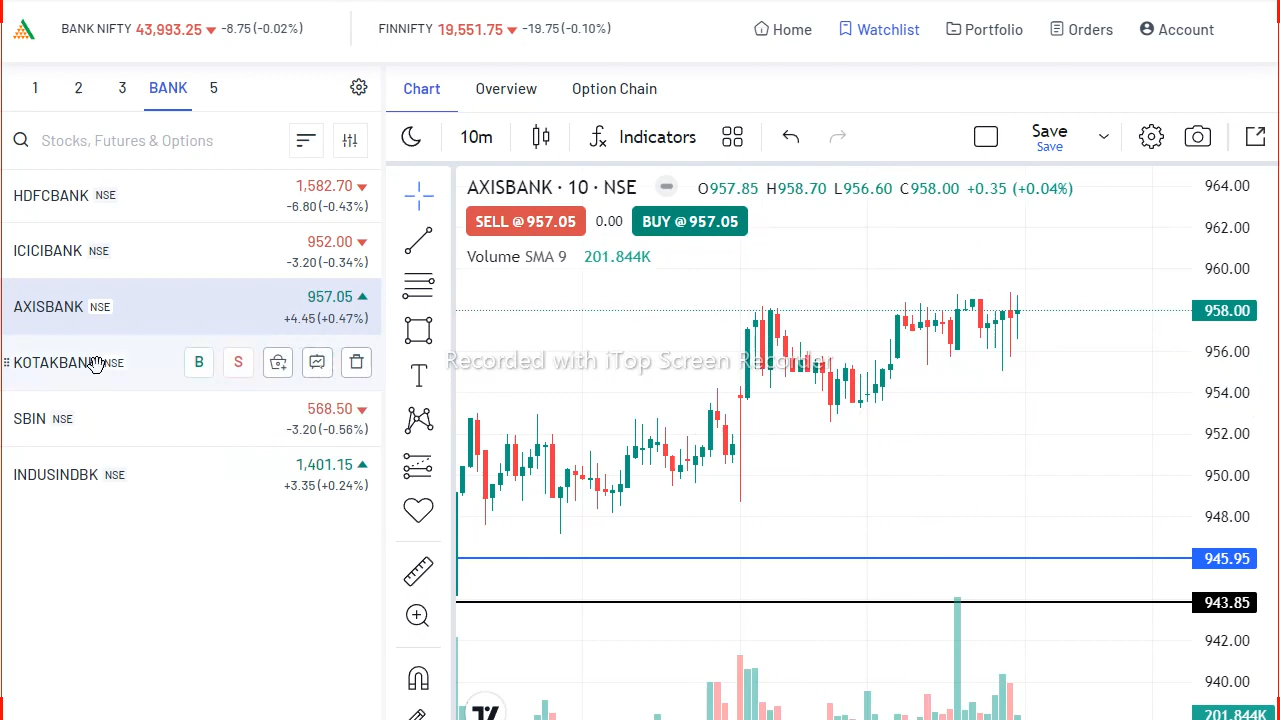 BANK NIFTY 43,993.25 -8.75 (-0.02%) FINNIFTY 19,551.75 -19.75 (-0.10%) Home Watchlist Portfolio Orders Account
1 2 3 BANK 5
Chart Overview Option Chain
Stocks, Futures & Options
10m Indicators Save
Save
HDFCBANK NSE 1,582.70
-6.80 (-0.43%)
ICICIBANK NSE 952.00
-3.20 (-0.34%)
AXISBANK NSE 957.05
+4.45 (+0.47%)
KOTAKBANK NSE B S
SBIN NSE 568.50
-3.20 (-0.56%)
INDUSINDBK NSE 1,401.15
+3.35 (+0.24%)
AXISBANK · 10 · NSE O957.85 H958.70 L956.60 C958.00 +0.35 (+0.04%)
SELL @ 957.05 0.00 BUY @ 957.05
Volume SMA 9 201.844K
Recorded with iTop Screen Recorder
964.00
962.00
960.00
958.00
956.00
954.00
952.00
950.00
948.00
945.95
943.85
942.00
940.00
201.844K